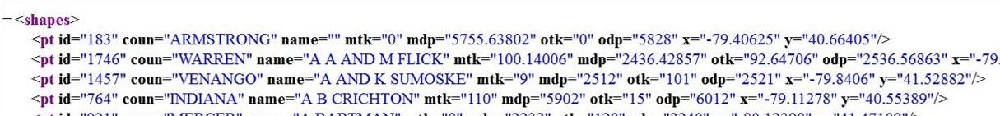 −<shapes>
<pt id="183" coun="ARMSTRONG" name="" mtk="0" mdp="5755.63802" otk="0" odp="5828" x="-79.40625" y="40.66405"/>
<pt id="1746" coun="WARREN" name="A A AND M FLICK" mtk="100.14006" mdp="2436.42857" otk="92.64706" odp="2536.56863" x="-79.
<pt id="1457" coun="VENANGO" name="A AND K SUMOSKE" mtk="9" mdp="2512" otk="101" odp="2521" x="-79.8406" y="41.52882"/>
<pt id="764" coun="INDIANA" name="A B CRICHTON" mtk="110" mdp="5902" otk="15" odp="6012" x="-79.11278" y="40.55389"/>